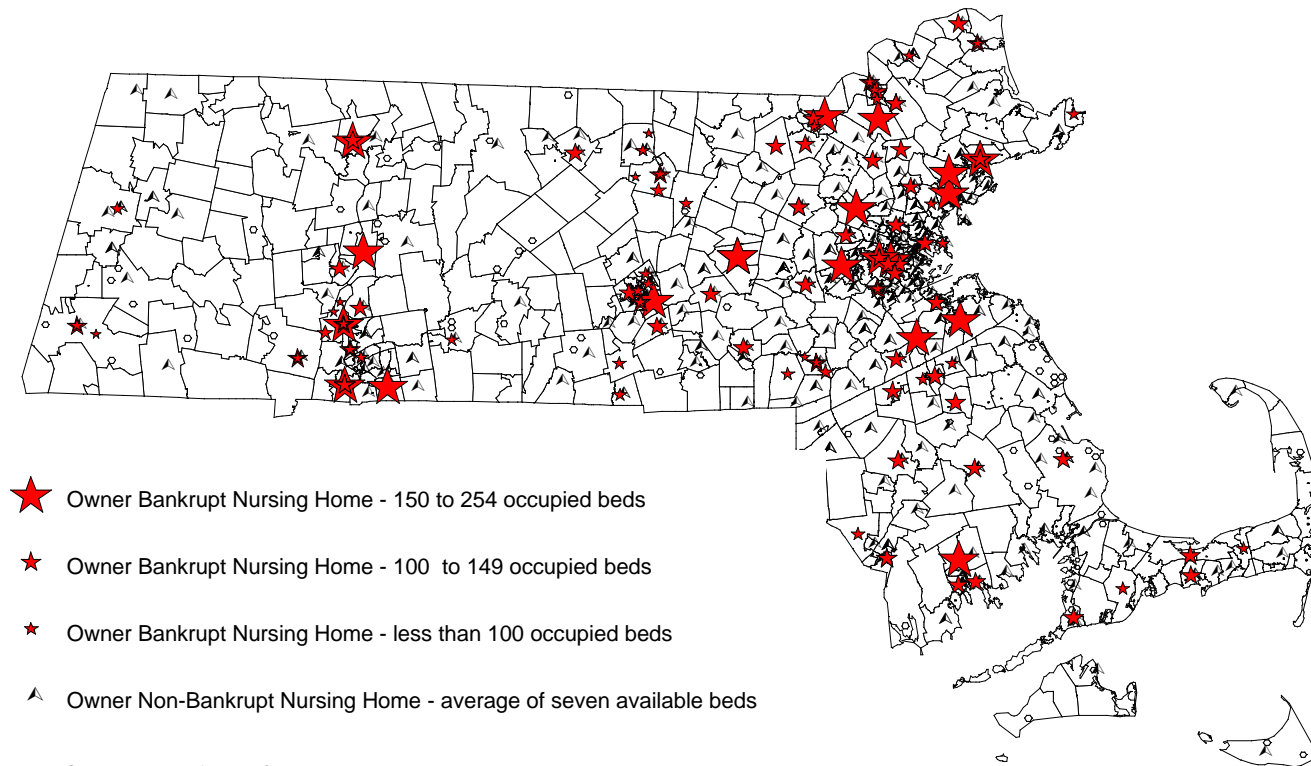 Owner Bankrupt Nursing Home - 150 to 254 occupied beds
Owner Bankrupt Nursing Home - 100 to 149 occupied beds
Owner Bankrupt Nursing Home - less than 100 occupied beds
Owner Non-Bankrupt Nursing Home - average of seven available beds